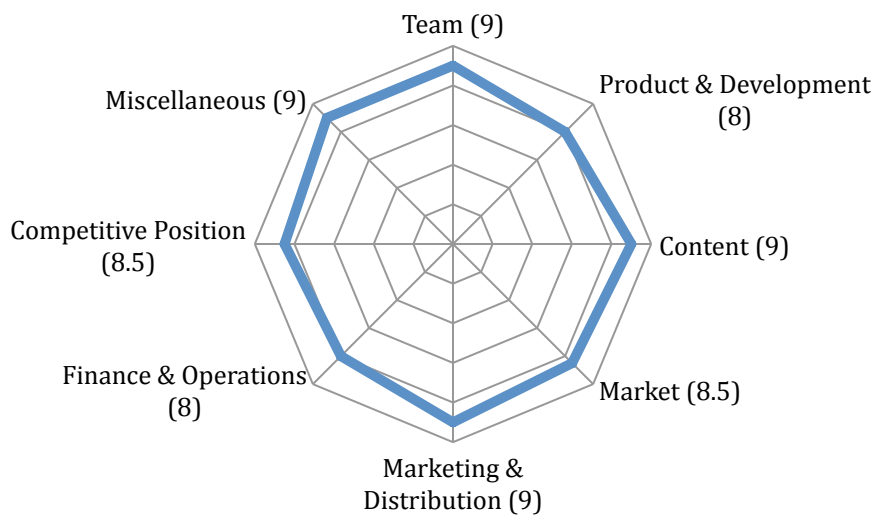 Team (9)
Product & Development
(8)
Content (9)
Market (8.5)
Marketing &
Distribution (9)
Finance & Operations
(8)
Competitive Position
(8.5)
Miscellaneous (9)